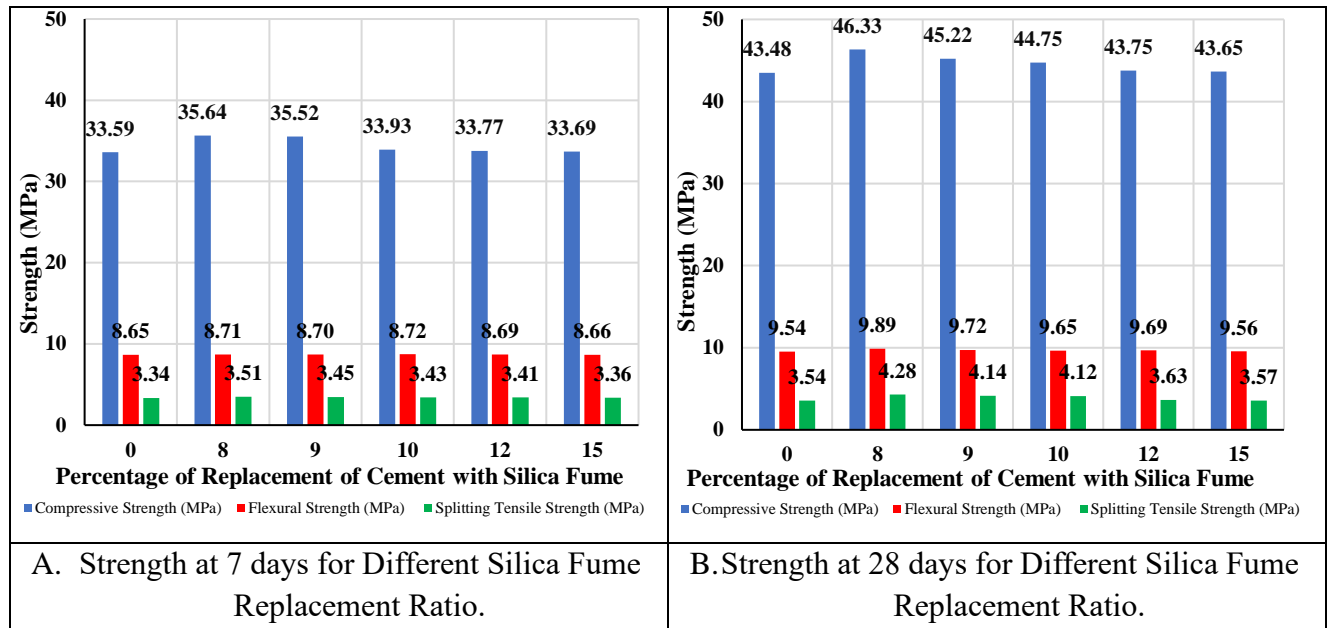 50
43.48 46.33 45.22 44.75 43.75 43.65
40
33.59 35.64 35.52 33.93 33.77 33.69
30
20
10
0
8.65 8.71 8.70 8.72 8.69 8.66
3.34 3.51 3.45 3.43 3.41 3.36
Strength (MPa)
0 8 9 10 12 15
Percentage of Replacement of Cement with Silica Fume
Compressive Strength (MPa) Flexural Strength (MPa) Splitting Tensile Strength (MPa)
A. Strength at 7 days for Different Silica Fume
Replacement Ratio.
50
40
30
20
10
0
9.54 9.89 9.72 9.65 9.69 9.56
3.54 4.28 4.14 4.12 3.63 3.57
Strength (MPa)
0 8 9 10 12 15
Percentage of Replacement of Cement with Silica Fume
Compressive Strength (MPa) Flexural Strength (MPa) Splitting Tensile Strength (MPa)
B. Strength at 28 days for Different Silica Fume
Replacement Ratio.